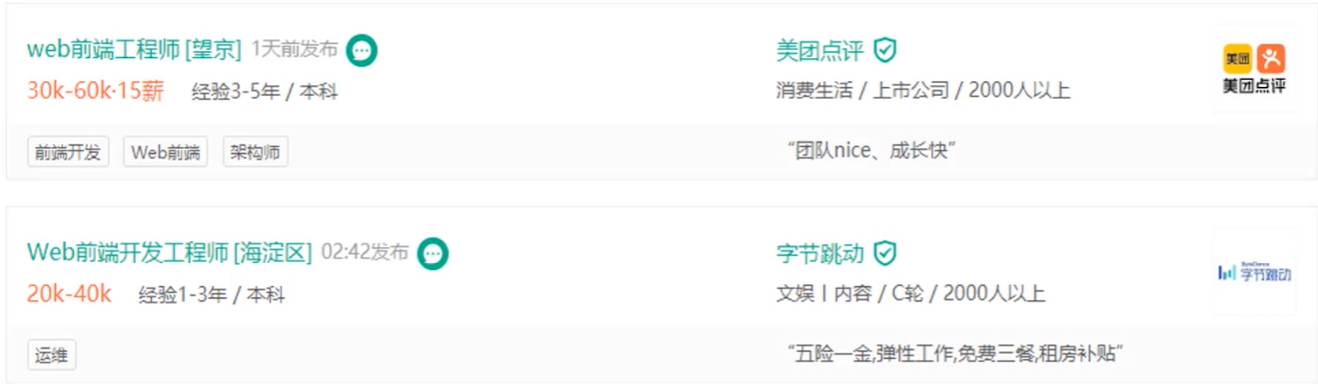 web前端工程师 [望京] 1天前发布
美团点评
30k-60k·15薪 经验3-5年 / 本科
消费生活 / 上市公司 / 2000人以上
美团
美团点评
前端开发 Web前端 架构师
“团队nice、成长快”
Web前端开发工程师 [海淀区] 02:42发布
字节跳动
20k-40k 经验1-3年 / 本科
文娱丨内容 / C轮 / 2000人以上
ByteDance
字节跳动
运维
“五险一金,弹性工作,免费三餐,租房补贴”